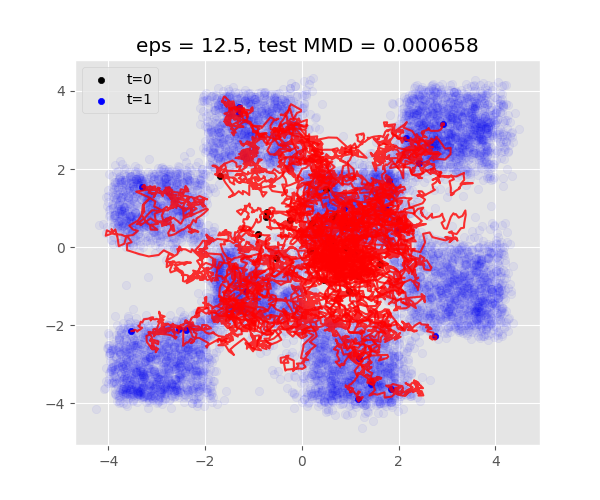 eps = 12.5, test MMD = 0.000658
t=0
t=1
4
2
0
−2
−4
−4 −2 0 2 4